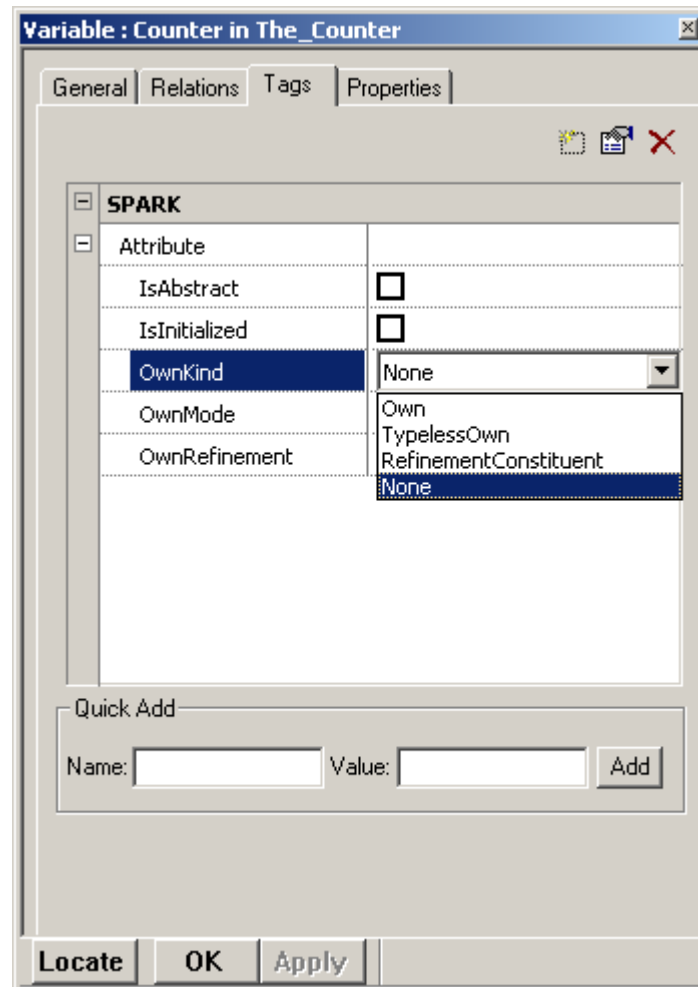 Variable : Counter in The_Counter
General Relations Tags Properties
SPARK
Attribute
IsAbstract
IsInitialized
OwnKind None
Own
OwnMode
TypelessOwn
OwnRefinement
RefinementConstituent
None
Quick Add
Name: Value: Add
Locate OK Apply